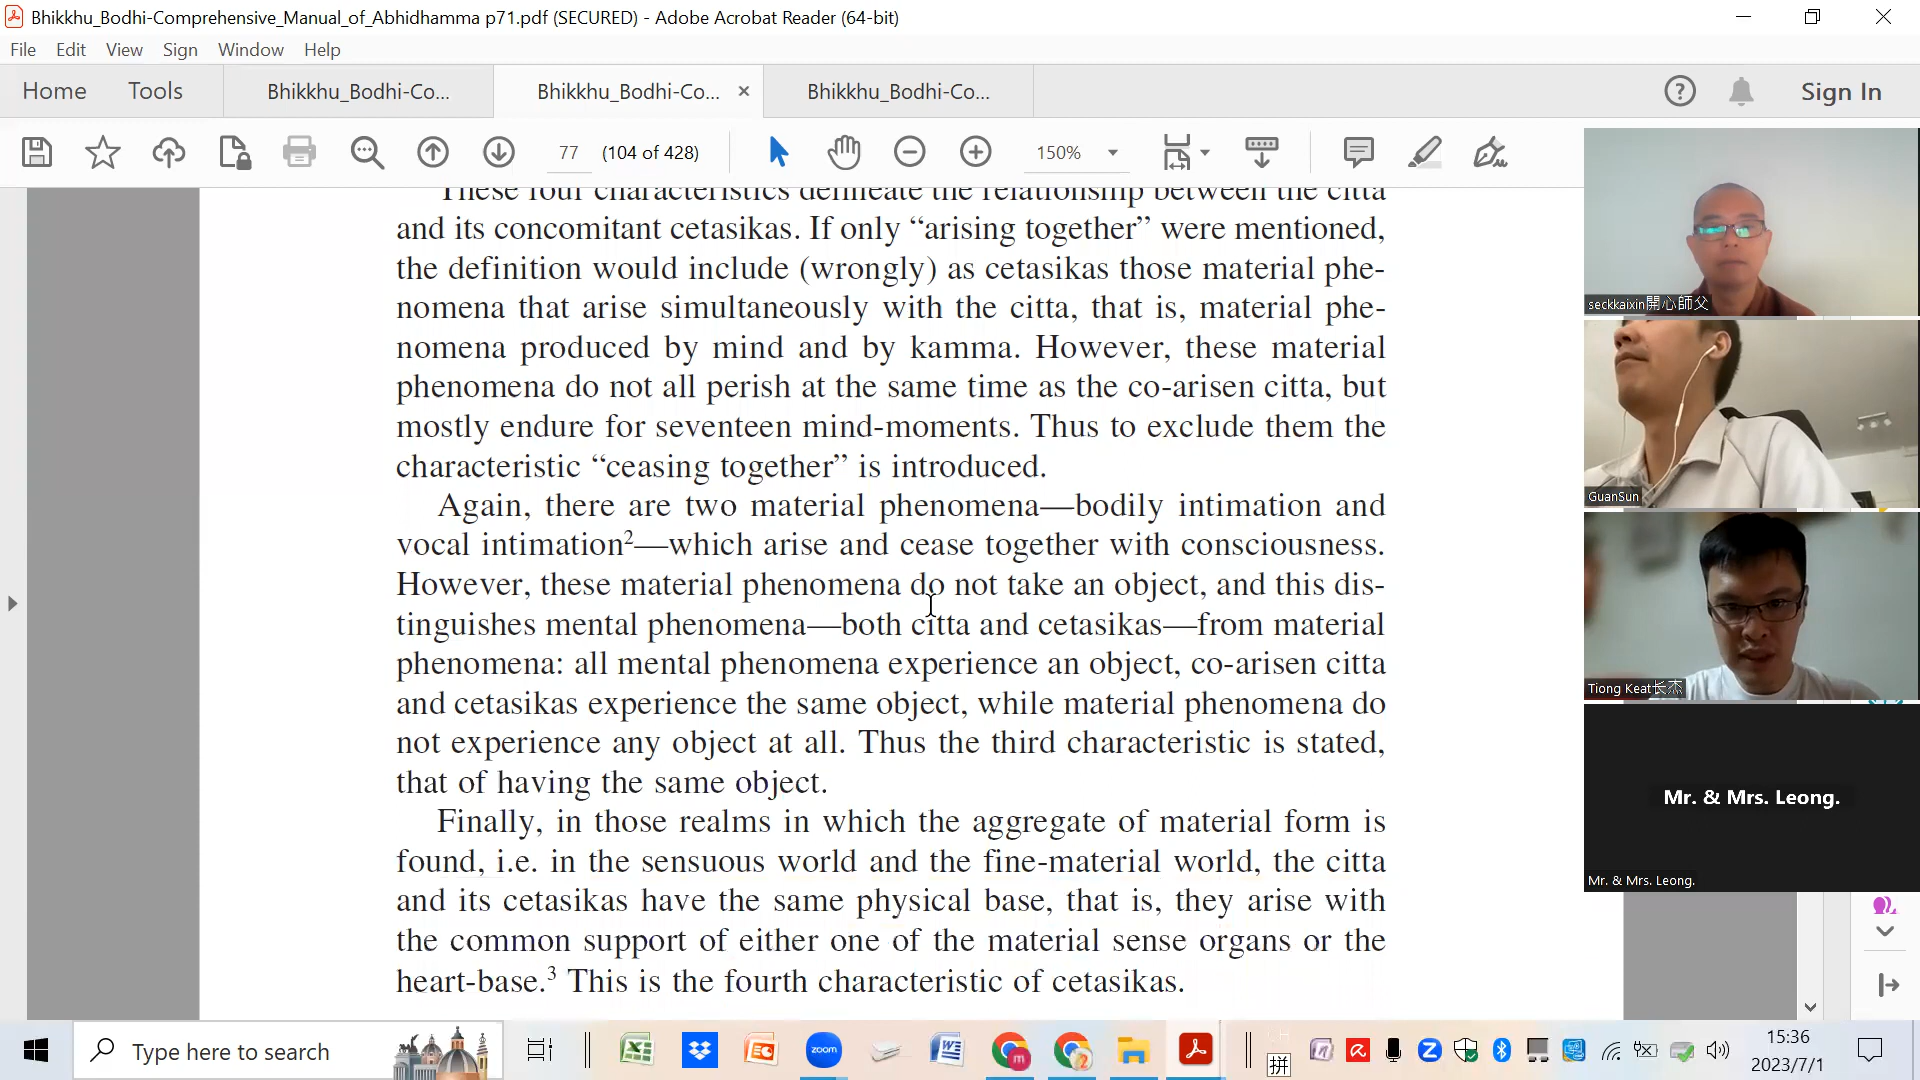 Bhikkhu_Bodhi-Comprehensive_Manual_of_Abhidhamma p71.pdf (SECURED) - Adobe Acrobat Reader (64-bit)
File Edit View Sign Window Help
Home Tools Bhikkhu_Bodhi-Co... Bhikkhu_Bodhi-Co... × Bhikkhu_Bodhi-Co... Sign In
77 (104 of 428) 150%
These four characteristics delineate the relationship between the citta
and its concomitant cetasikas. If only “arising together” were mentioned,
the definition would include (wrongly) as cetasikas those material phe-
nomena that arise simultaneously with the citta, that is, material phe-
nomena produced by mind and by kamma. However, these material
phenomena do not all perish at the same time as the co-arisen citta, but
mostly endure for seventeen mind-moments. Thus to exclude them the
characteristic “ceasing together” is introduced.
Again, there are two material phenomena—bodily intimation and
vocal intimation2—which arise and cease together with consciousness.
However, these material phenomena do not take an object, and this dis-
tinguishes mental phenomena—both citta and cetasikas—from material
phenomena: all mental phenomena experience an object, co-arisen citta
and cetasikas experience the same object, while material phenomena do
not experience any object at all. Thus the third characteristic is stated,
that of having the same object.
Finally, in those realms in which the aggregate of material form is
found, i.e. in the sensuous world and the fine-material world, the citta
and its cetasikas have the same physical base, that is, they arise with
the common support of either one of the material sense organs or the
heart-base.3 This is the fourth characteristic of cetasikas.
seckkaixin開心師父
GuanSun
Tiong Keat长杰
Mr. & Mrs. Leong.
Mr. & Mrs. Leong.
Type here to search
zoom
拼
15:36
2023/7/1